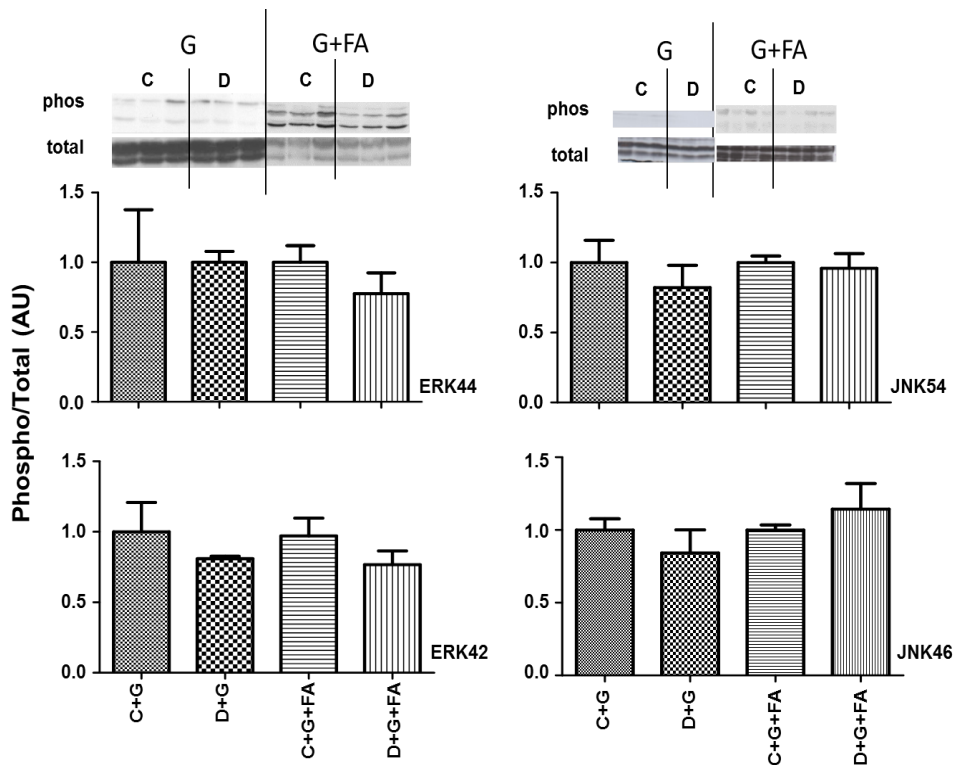 G G+FA
C D C D
phos
total
G G+FA
C D C D
phos
total
Phospho/Total (AU)
1.5
1.0
0.5
0.0
ERK44
1.5
1.0
0.5
0.0
JNK54
1.5
1.0
0.5
0.0
ERK42
C+G D+G C+G+FA D+G+FA
1.5
1.0
0.5
0.0
JNK46
C+G D+G C+G+FA D+G+FA